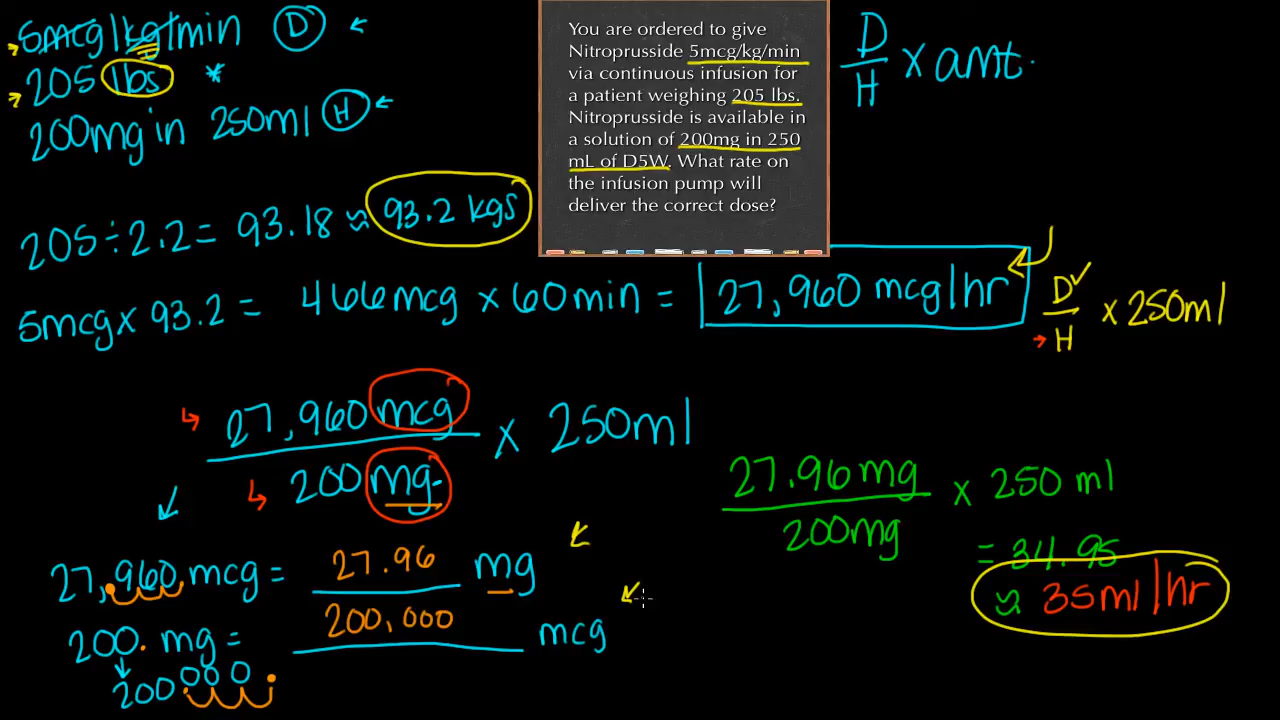 5mcg/kg/min (D) ←
205 lbs *
200mg in 250ml (H) ←
You are ordered to give
Nitroprusside 5mcg/kg/min
via continuous infusion for
a patient weighing 205 lbs.
Nitroprusside is available in
a solution of 200mg in 250
mL of D5W. What rate on
the infusion pump will
deliver the correct dose?
D/H x amt.
205 ÷ 2.2 = 93.18 ≈ 93.2 kgs
5mcg x 93.2 = 466mcg x 60min = 27,960 mcg/hr
D✓/H x 250ml
27,960 mcg
200 mg
x 250ml
27,960 mcg = 27.96 mg
200. mg = 200,000 mcg
200 000
27.96mg
200mg
x 250 ml
= 34.95
≈ 35ml/hr